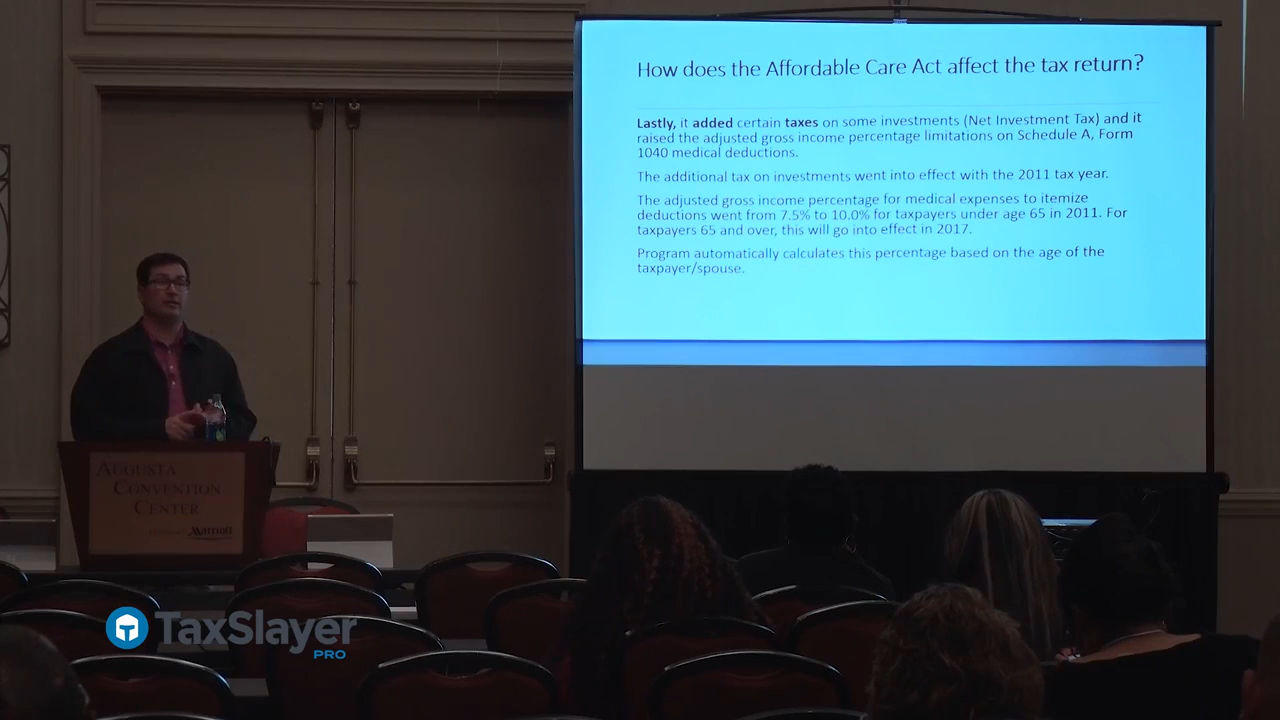 How does the Affordable Care Act affect the tax return?
Lastly, it added certain taxes on some investments (Net Investment Tax) and it
raised the adjusted gross income percentage limitations on Schedule A, Form
1040 medical deductions.
The additional tax on investments went into effect with the 2011 tax year.
The adjusted gross income percentage for medical expenses to itemize
deductions went from 7.5% to 10.0% for taxpayers under age 65 in 2011. For
taxpayers 65 and over, this will go into effect in 2017.
Program automatically calculates this percentage based on the age of the
taxpayer/spouse.
AUGUSTA
CONVENTION
CENTER
Marriott
TaxSlayer
PRO